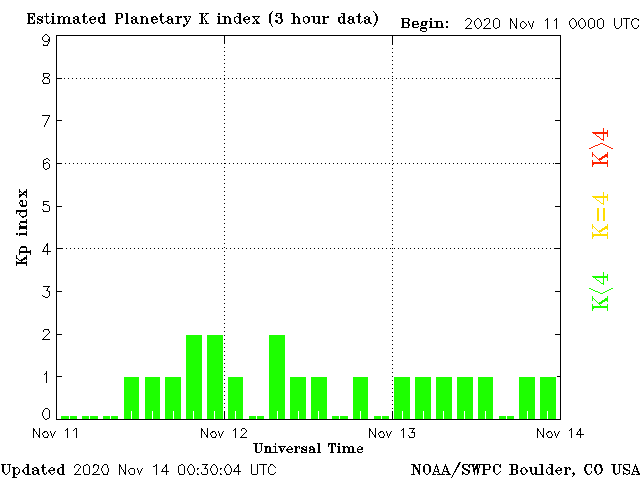 Estimated Planetary K index (3 hour data) Begin: 2020 Nov 11 0000 UTC
9
8
7
6
5
4
3
2
1
0
Kp index
K>4
K=4
K<4
Nov 11 Nov 12 Nov 13 Nov 14
Universal Time
Updated 2020 Nov 14 00:30:04 UTC NOAA/SWPC Boulder, CO USA